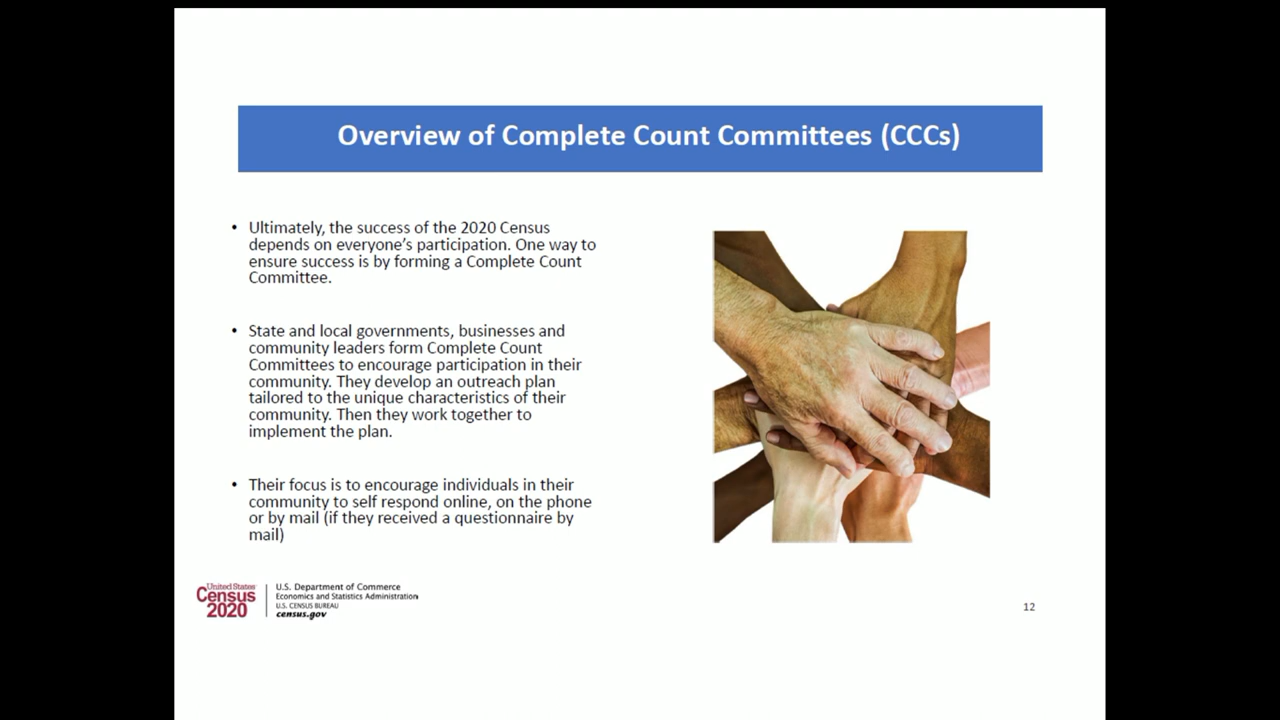 Overview of Complete Count Committees (CCCs)
• Ultimately, the success of the 2020 Census
depends on everyone's participation. One way to
ensure success is by forming a Complete Count
Committee.
• State and local governments, businesses and
community leaders form Complete Count
Committees to encourage participation in their
community. They develop an outreach plan
tailored to the unique characteristics of their
community. Then they work together to
implement the plan.
• Their focus is to encourage individuals in their
community to self respond online, on the phone
or by mail (if they received a questionnaire by
mail)
United States
Census
2020
U.S. Department of Commerce
Economics and Statistics Administration
U.S. CENSUS BUREAU
census.gov
12